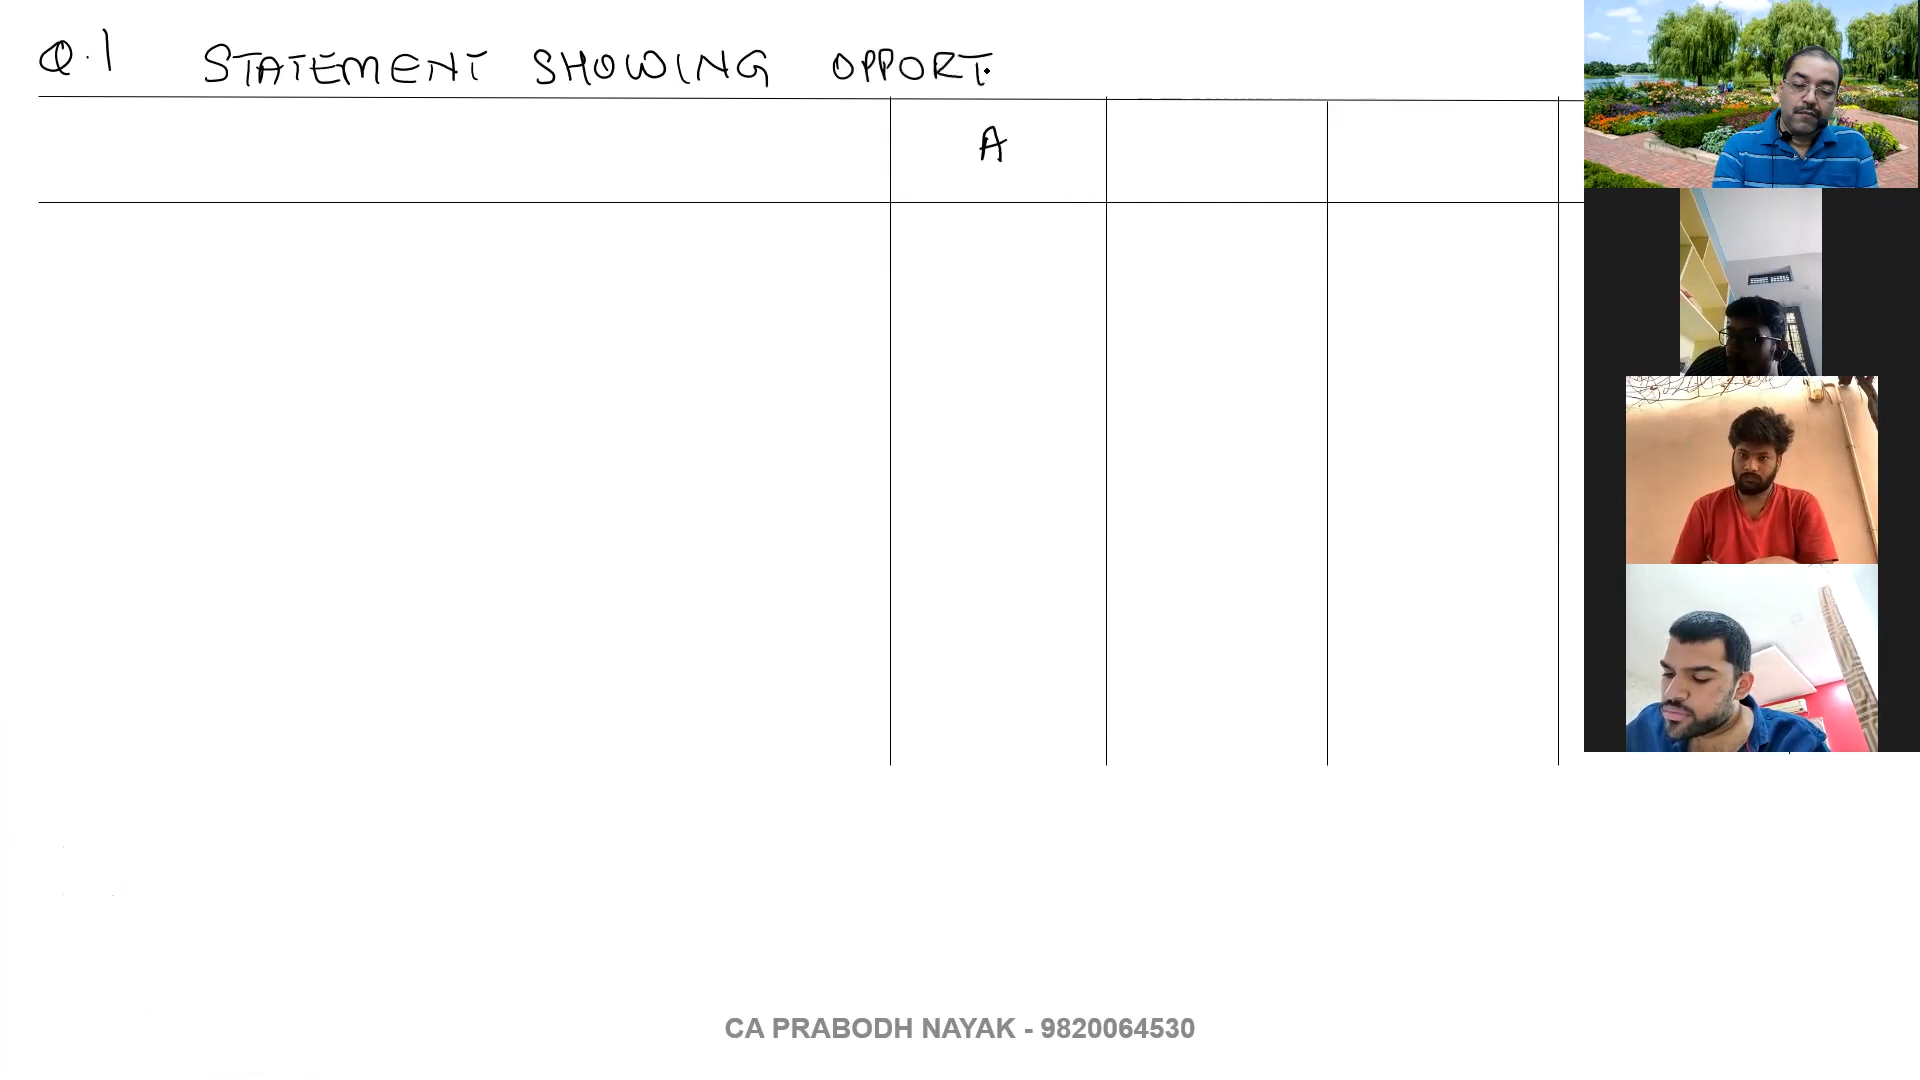 Q.1 STATEMENT SHOWING OPPORT.
A
CA PRABODH NAYAK - 9820064530